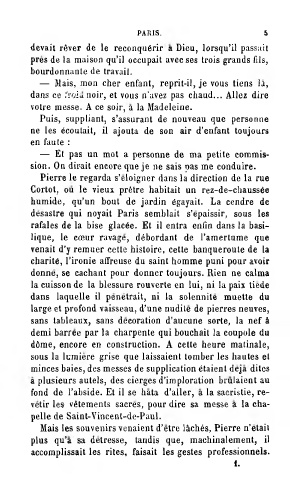 PARIS. 5
devait rêver de le reconquérir à Dieu, lorsqu'il passait
près de la maison qu'il occupait avec ses trois grands fils,
bourdonnante de travail.
— Mais, mon cher enfant, reprit-il, je vous tiens là,
dans ce froid noir, et vous n'avez pas chaud... Allez dire
votre messe. A ce soir, à la Madeleine.
Puis, suppliant, s'assurant de nouveau que personne
ne les écoutait, il ajouta de son air d'enfant toujours
en faute :
— Et pas un mot a personne de ma petite commis-
sion. On dirait encore que je ne sais pas me conduire.
Pierre le regarda s'éloigner dans la direction de la rue
Cortot, où le vieux prêtre habitait un rez-de-chaussée
humide, qu'un bout de jardin égayait. La cendre de
désastre qui noyait Paris semblait s'épaissir, sous les
rafales de la bise glacée. Et il entra enfin dans la basi-
lique, le cœur ravagé, débordant de l'amertume que
venait d'y remuer cette histoire, cette banqueroute de la
charité, l'ironie affreuse du saint homme puni pour avoir
donné, se cachant pour donner toujours. Rien ne calma
la cuisson de la blessure rouverte en lui, ni la paix tiède
dans laquelle il pénétrait, ni la solennité muette du
large et profond vaisseau, d'une nudité de pierres neuves,
sans tableaux, sans décoration d'aucune sorte, la nef à
demi barrée par la charpente qui bouchait la coupole du
dôme, encore en construction. A cette heure matinale,
sous la lumière grise que laissaient tomber les hautes et
minces baies, des messes de supplication étaient déjà dites
à plusieurs autels, des cierges d'imploration brûlaient au
fond de l'abside. Et il se hâta d'aller, à la sacristie, re-
vêtir les vêtements sacrés, pour dire sa messe à la cha-
pelle de Saint-Vincent-de-Paul.
Mais les souvenirs venaient d'être lâchés, Pierre n'était
plus qu'à sa détresse, tandis que, machinalement, il
accomplissait les rites, faisait les gestes professionnels.
1.